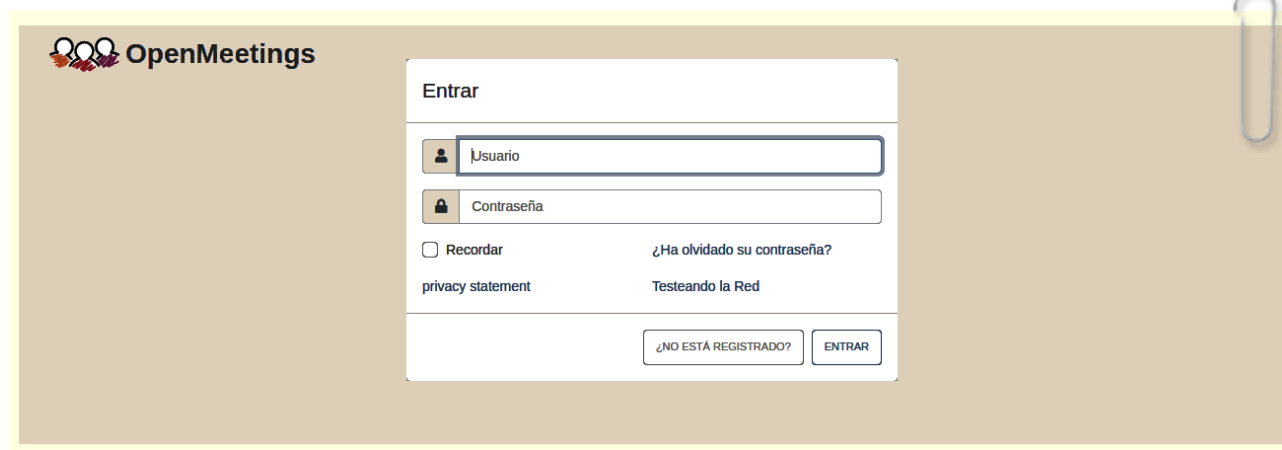 OpenMeetings
Entrar
Usuario
Contraseña
Recordar
¿Ha olvidado su contraseña?
privacy statement
Testeando la Red
¿NO ESTÁ REGISTRADO?
ENTRAR